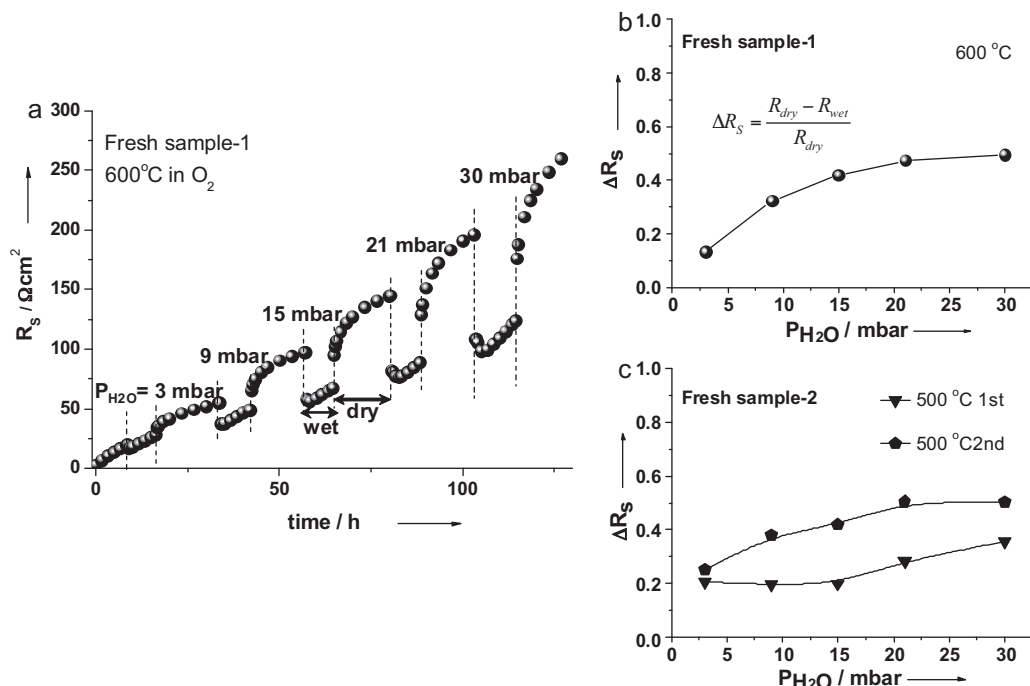 a
Fresh sample-1
600°C in O₂
R_s / Ωcm²
300
250
200
150
100
50
0
P_H2O = 3 mbar
9 mbar
15 mbar
21 mbar
30 mbar
wet
dry
0
50
100
time / h
b
Fresh sample-1
600 °C
ΔR_S = (R_dry − R_wet) / R_dry
ΔR_s
1.0
0.8
0.6
0.4
0.2
0.0
0
5
10
15
20
25
30
P_H2O / mbar
c
Fresh sample-2
500 °C 1st
500 °C2nd
ΔR_s
1.0
0.8
0.6
0.4
0.2
0.0
0
5
10
15
20
25
30
P_H2O / mbar